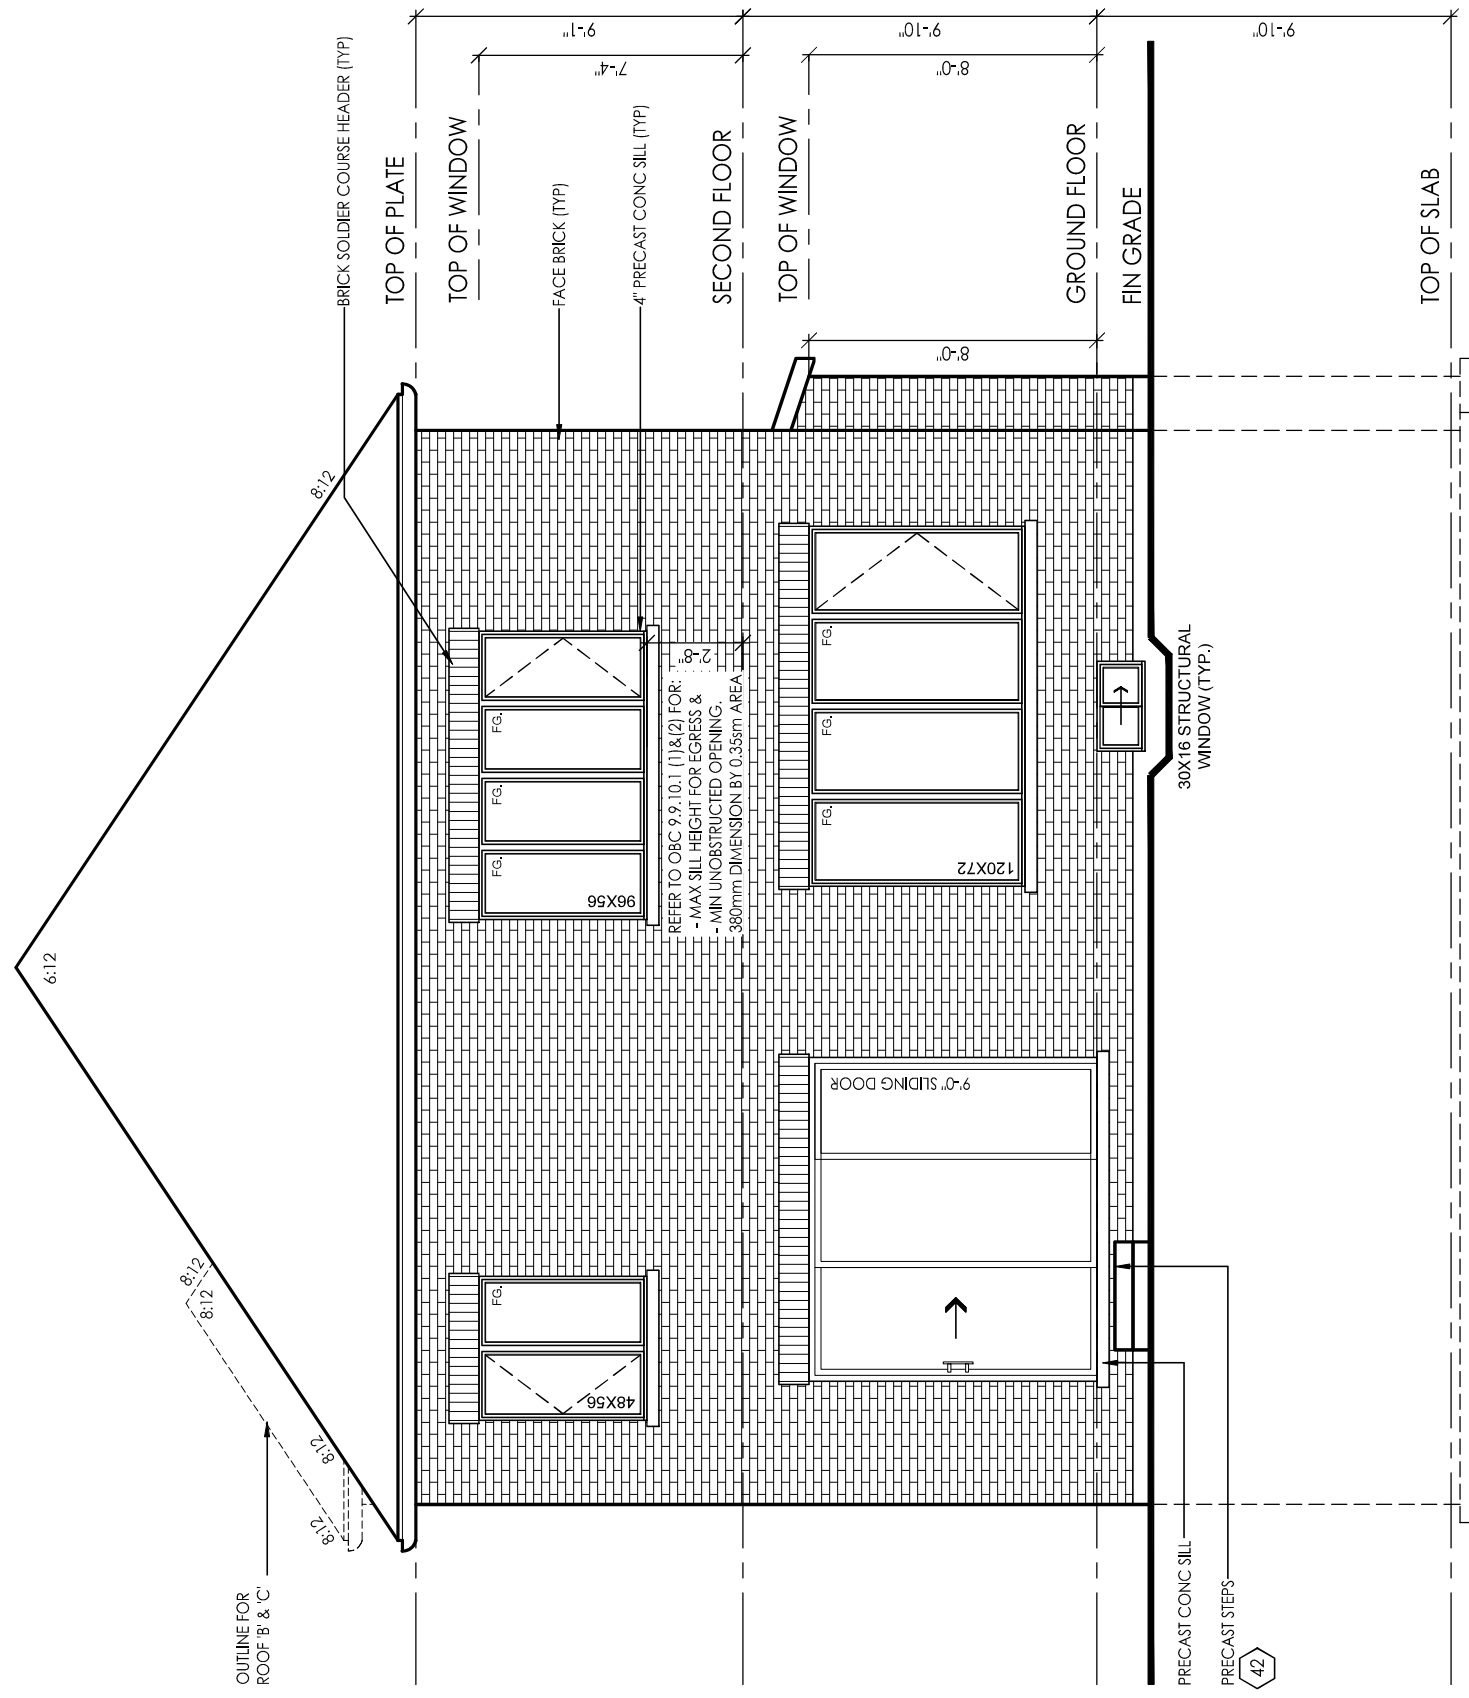 OUTLINE FOR
ROOF 'B' & 'C'
6:12
8:12
8:12
8:12
8:12
8:12
BRICK SOLDIER COURSE HEADER (TYP)
TOP OF PLATE
TOP OF WINDOW
FACE BRICK (TYP)
4" PRECAST CONC SILL (TYP)
SECOND FLOOR
TOP OF WINDOW
GROUND FLOOR
FIN GRADE
TOP OF SLAB
9'-1"
7'-4"
9'-10"
8'-0"
9'-10"
8'-0"
2'-8"
FG.
48X56
FG.
FG.
FG.
96X56
REFER TO OBC 9.9.10.1 (1)&(2) FOR:
- MAX SILL HEIGHT FOR EGRESS &
- MIN UNOBSTRUCTED OPENING.
380mm DIMENSION BY 0.35sm AREA
9'-0" SLIDING DOOR
FG.
FG.
FG.
120X72
30X16 STRUCTURAL
WINDOW (TYP.)
PRECAST CONC SILL
PRECAST STEPS
42